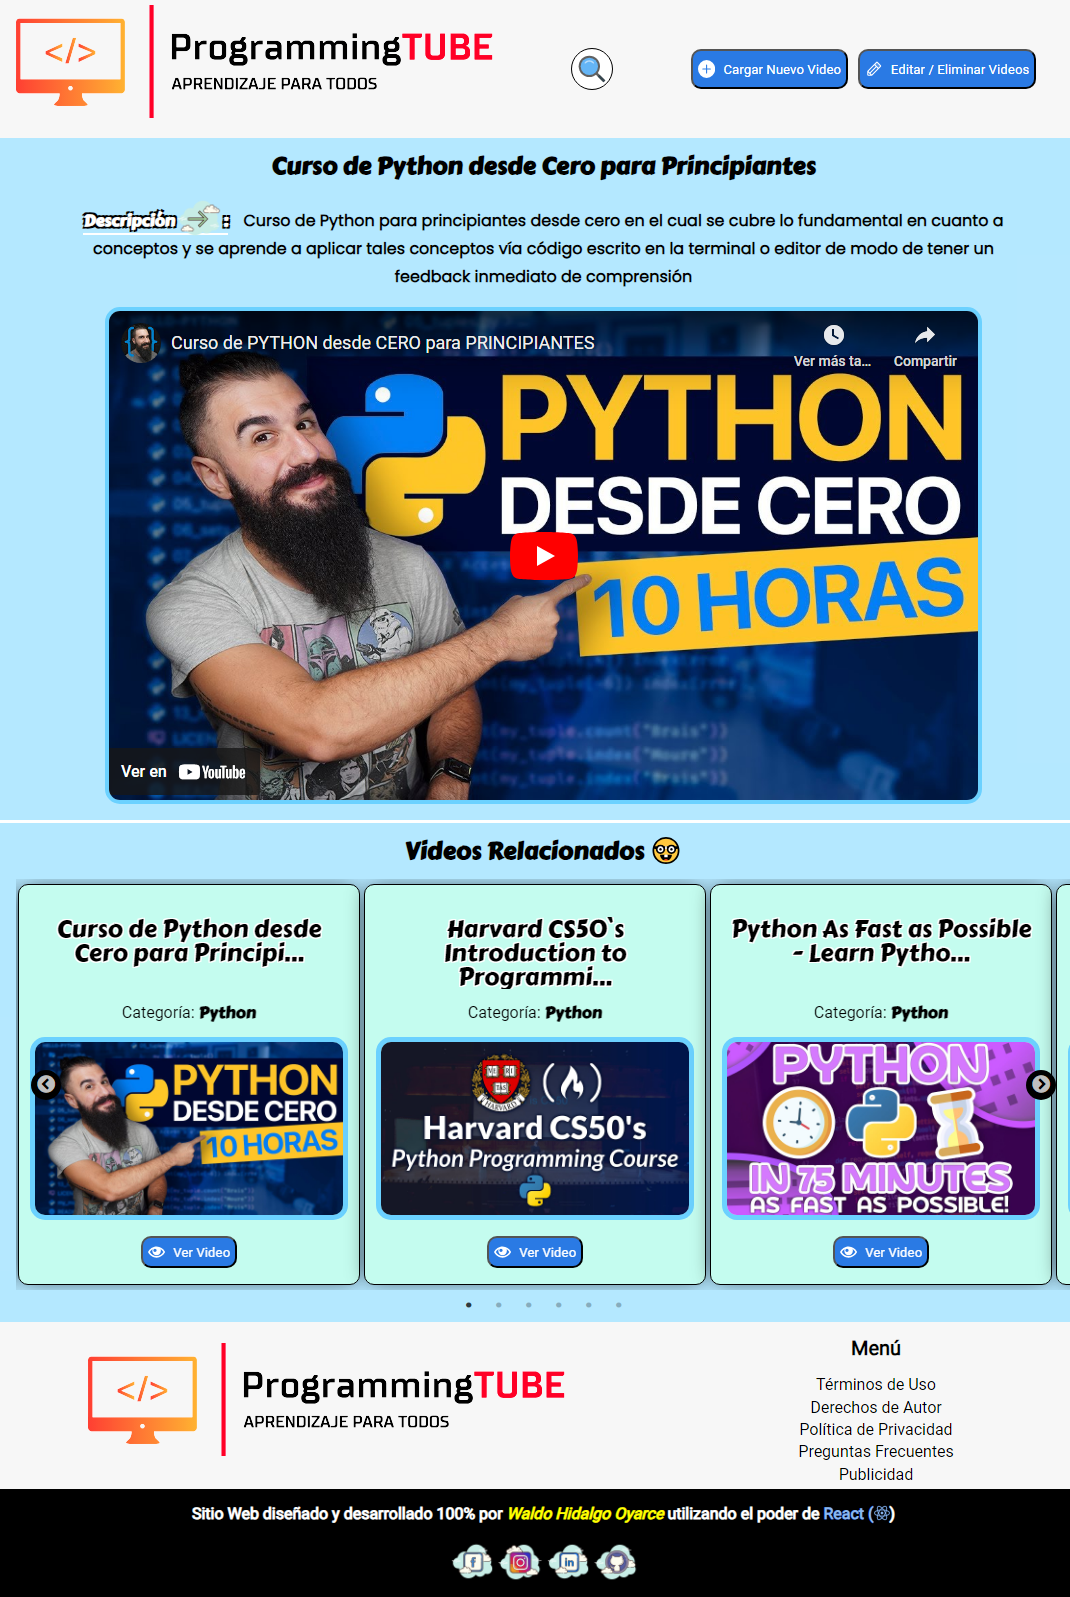 </>
ProgrammingTUBE
APRENDIZAJE PARA TODOS
Cargar Nuevo Video
Editar / Eliminar Videos
Curso de Python desde Cero para Principiantes
Descripción : Curso de Python para principiantes desde cero en el cual se cubre lo fundamental en cuanto a
conceptos y se aprende a aplicar tales conceptos vía código escrito en la terminal o editor de modo de tener un
feedback inmediato de comprensión
Curso de PYTHON desde CERO para PRINCIPIANTES
Ver más ta...
Compartir
PYTHON
DESDE CERO
10 HORAS
Ver en YouTube
Videos Relacionados
Curso de Python desde
Cero para Principi...
Categoría: Python
PYTHON
DESDE CERO
10 HORAS
Ver Video
Harvard CS50`s
Introduction to
Programmi...
Categoría: Python
Harvard CS50's
Python Programming Course
Ver Video
Python As Fast as Possible
- Learn Pytho...
Categoría: Python
PYTHON
IN 75 MINUTES
AS FAST AS POSSIBLE!
Ver Video
</>
ProgrammingTUBE
APRENDIZAJE PARA TODOS
Menú
Términos de Uso
Derechos de Autor
Política de Privacidad
Preguntas Frecuentes
Publicidad
Sitio Web diseñado y desarrollado 100% por Waldo Hidalgo Oyarce utilizando el poder de React ()